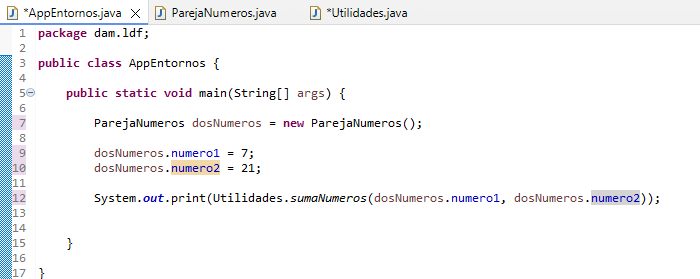 *AppEntornos.java ParejaNumeros.java *Utilidades.java
1 package dam.ldf;
2
3 public class AppEntornos {
4
5 public static void main(String[] args) {
6
7 ParejaNumeros dosNumeros = new ParejaNumeros();
8
9 dosNumeros.numero1 = 7;
10 dosNumeros.numero2 = 21;
11
12 System.out.print(Utilidades.sumaNumeros(dosNumeros.numero1, dosNumeros.numero2));
13
14
15 }
16
17 }